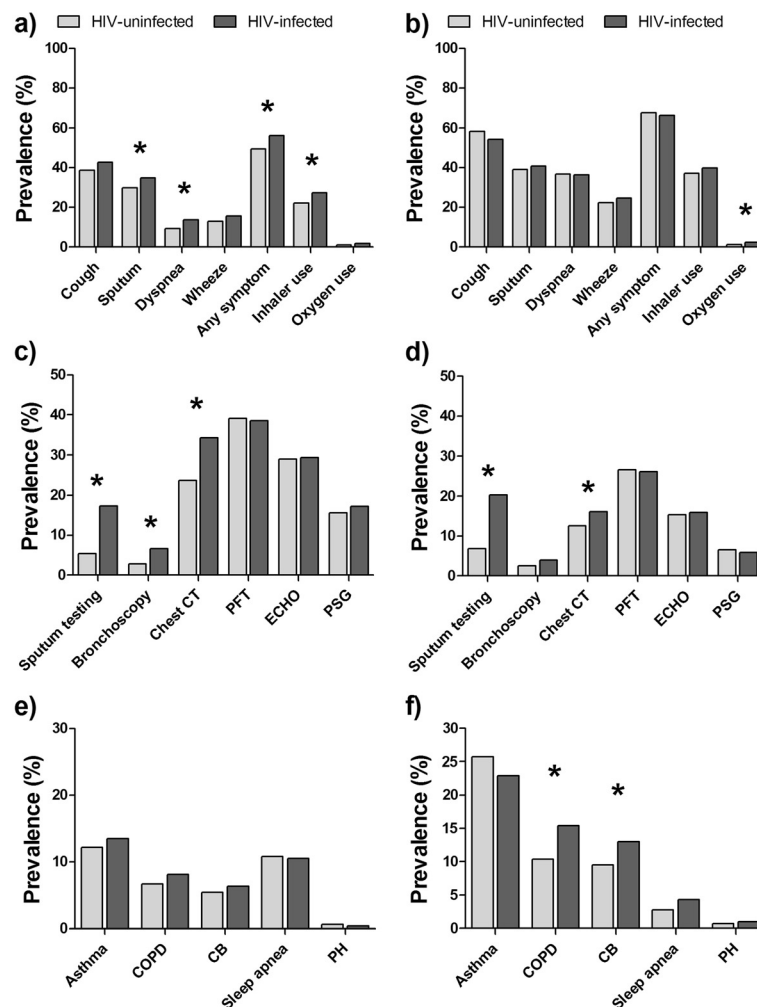 a) HIV-uninfected HIV-infected
Prevalence (%)
100
80
60
40
20
0
*
*
*
*
Cough
Sputum
Dyspnea
Wheeze
Any symptom
Inhaler use
Oxygen use
b) HIV-uninfected HIV-infected
Prevalence (%)
100
80
60
40
20
0
*
Cough
Sputum
Dyspnea
Wheeze
Any symptom
Inhaler use
Oxygen use
c)
Prevalence (%)
50
40
30
20
10
0
*
*
*
Sputum testing
Bronchoscopy
Chest CT
PFT
ECHO
PSG
d)
Prevalence (%)
50
40
30
20
10
0
*
*
Sputum testing
Bronchoscopy
Chest CT
PFT
ECHO
PSG
e)
Prevalence (%)
30
20
10
0
Asthma
COPD
CB
Sleep apnea
PH
f)
Prevalence (%)
30
25
20
15
10
5
0
*
*
Asthma
COPD
CB
Sleep apnea
PH